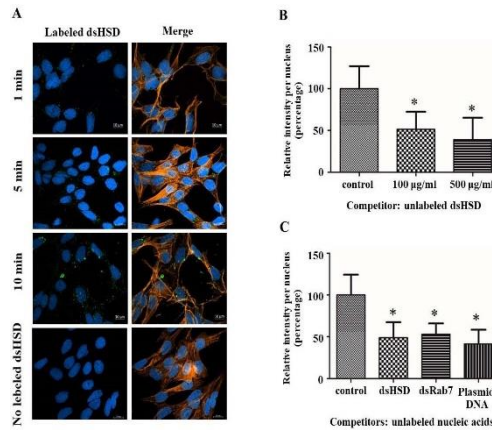 A
Labeled dsHSD
Merge
1 min
5 min
10 min
No labeled dsHSD
B
Relative intensity per nucleus
(percentage)
150
100
50
0
*
*
control
100 µg/ml
500 µg/ml
Competitor: unlabeled dsHSD
C
Relative intensity per nucleus
(percentage)
150
100
50
0
*
*
*
control
dsHSD
dsRab7
Plasmid
DNA
Competitors: unlabeled nucleic acids